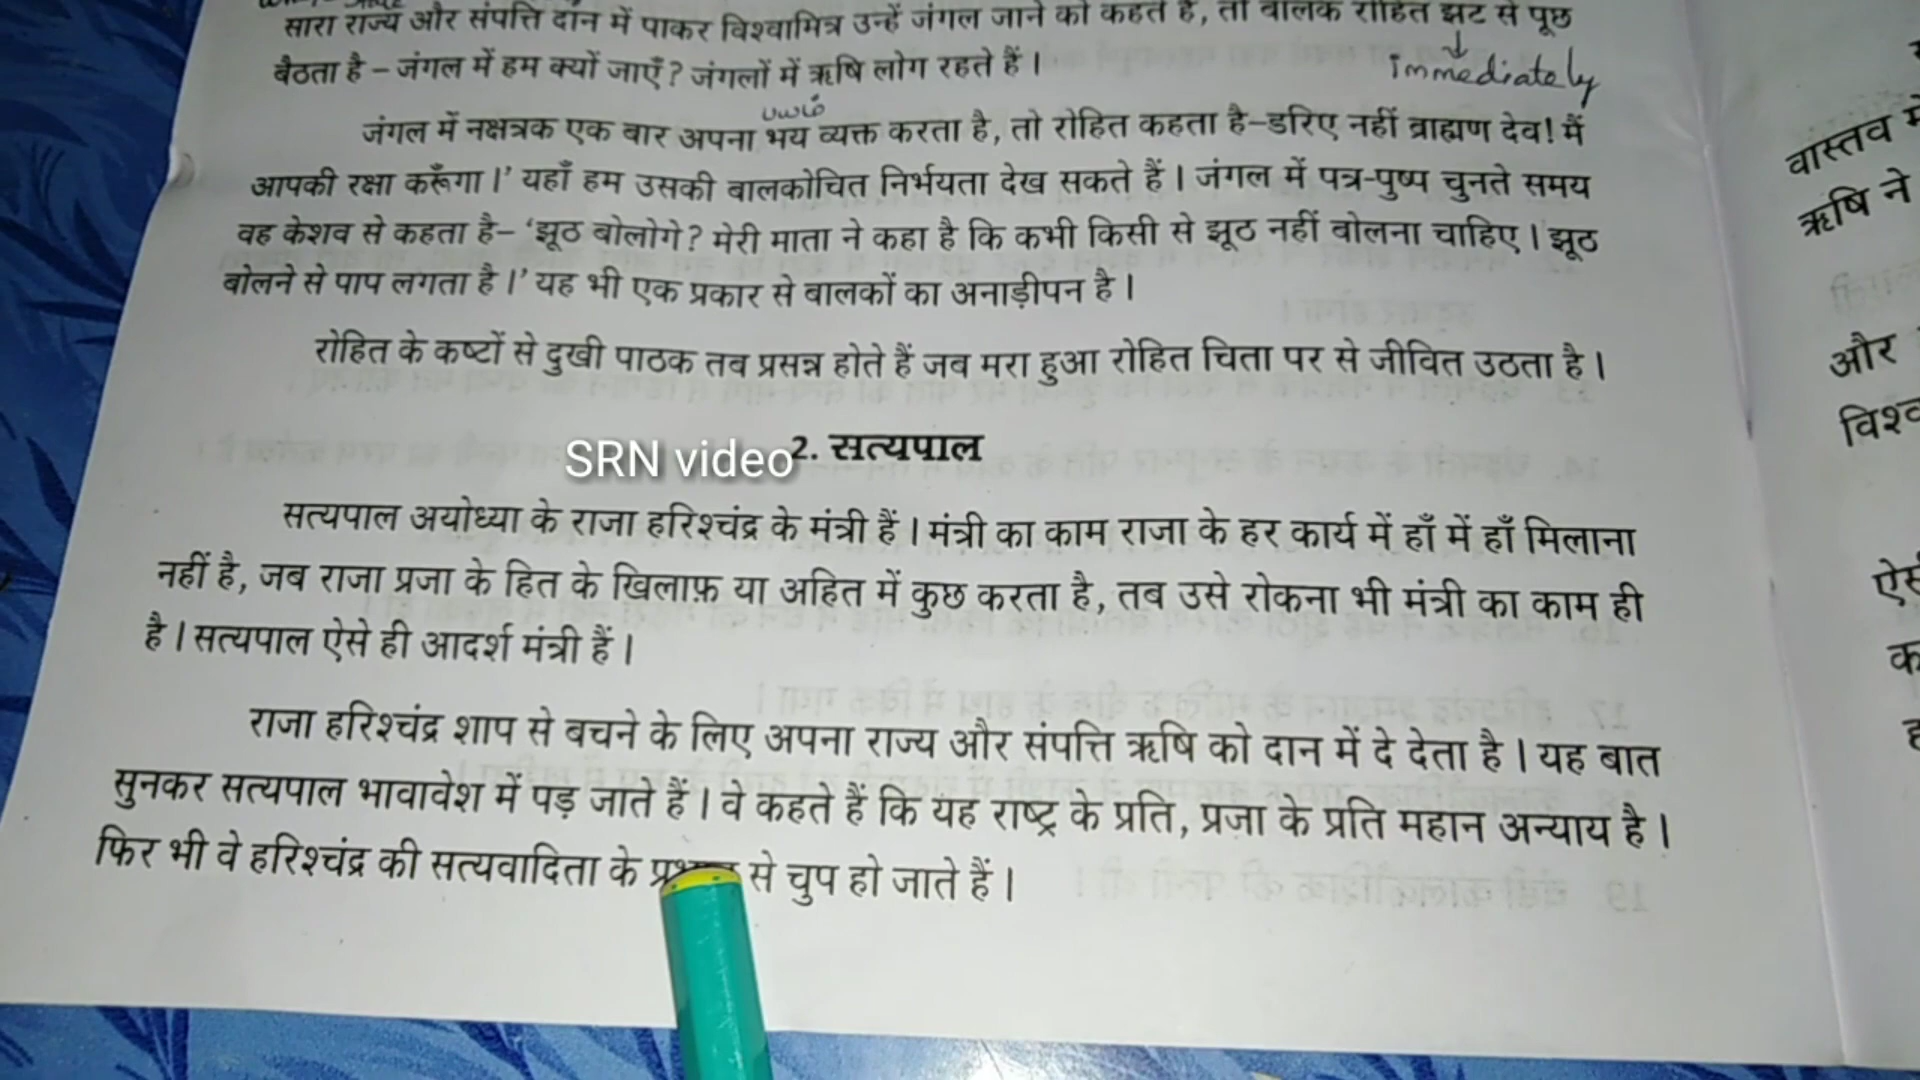 सारा राज्य और संपत्ति दान में पाकर विश्वामित्र उन्हें जंगल जाने को कहते हैं, तो बालक रोहित झट से पूछ
बैठता है – जंगल में हम क्यों जाएँ? जंगलों में ऋषि लोग रहते हैं।
immediately
பயம்
जंगल में नक्षत्रक एक बार अपना भय व्यक्त करता है, तो रोहित कहता है–डरिए नहीं ब्राह्मण देव! मैं
आपकी रक्षा करूँगा।’ यहाँ हम उसकी बालकोचित निर्भयता देख सकते हैं। जंगल में पत्र-पुष्प चुनते समय
वह केशव से कहता है– ‘झूठ बोलोगे? मेरी माता ने कहा है कि कभी किसी से झूठ नहीं बोलना चाहिए। झूठ
बोलने से पाप लगता है।’ यह भी एक प्रकार से बालकों का अनाड़ीपन है।
रोहित के कष्टों से दुखी पाठक तब प्रसन्न होते हैं जब मरा हुआ रोहित चिता पर से जीवित उठता है।
SRN video
2. सत्यपाल
सत्यपाल अयोध्या के राजा हरिश्चंद्र के मंत्री हैं। मंत्री का काम राजा के हर कार्य में हाँ में हाँ मिलाना
नहीं है, जब राजा प्रजा के हित के खिलाफ़ या अहित में कुछ करता है, तब उसे रोकना भी मंत्री का काम ही
है। सत्यपाल ऐसे ही आदर्श मंत्री हैं।
राजा हरिश्चंद्र शाप से बचने के लिए अपना राज्य और संपत्ति ऋषि को दान में दे देता है। यह बात
सुनकर सत्यपाल भावावेश में पड़ जाते हैं। वे कहते हैं कि यह राष्ट्र के प्रति, प्रजा के प्रति महान अन्याय है।
फिर भी वे हरिश्चंद्र की सत्यवादिता के से चुप हो जाते हैं।
वास्तव में
ऋषि ने
और